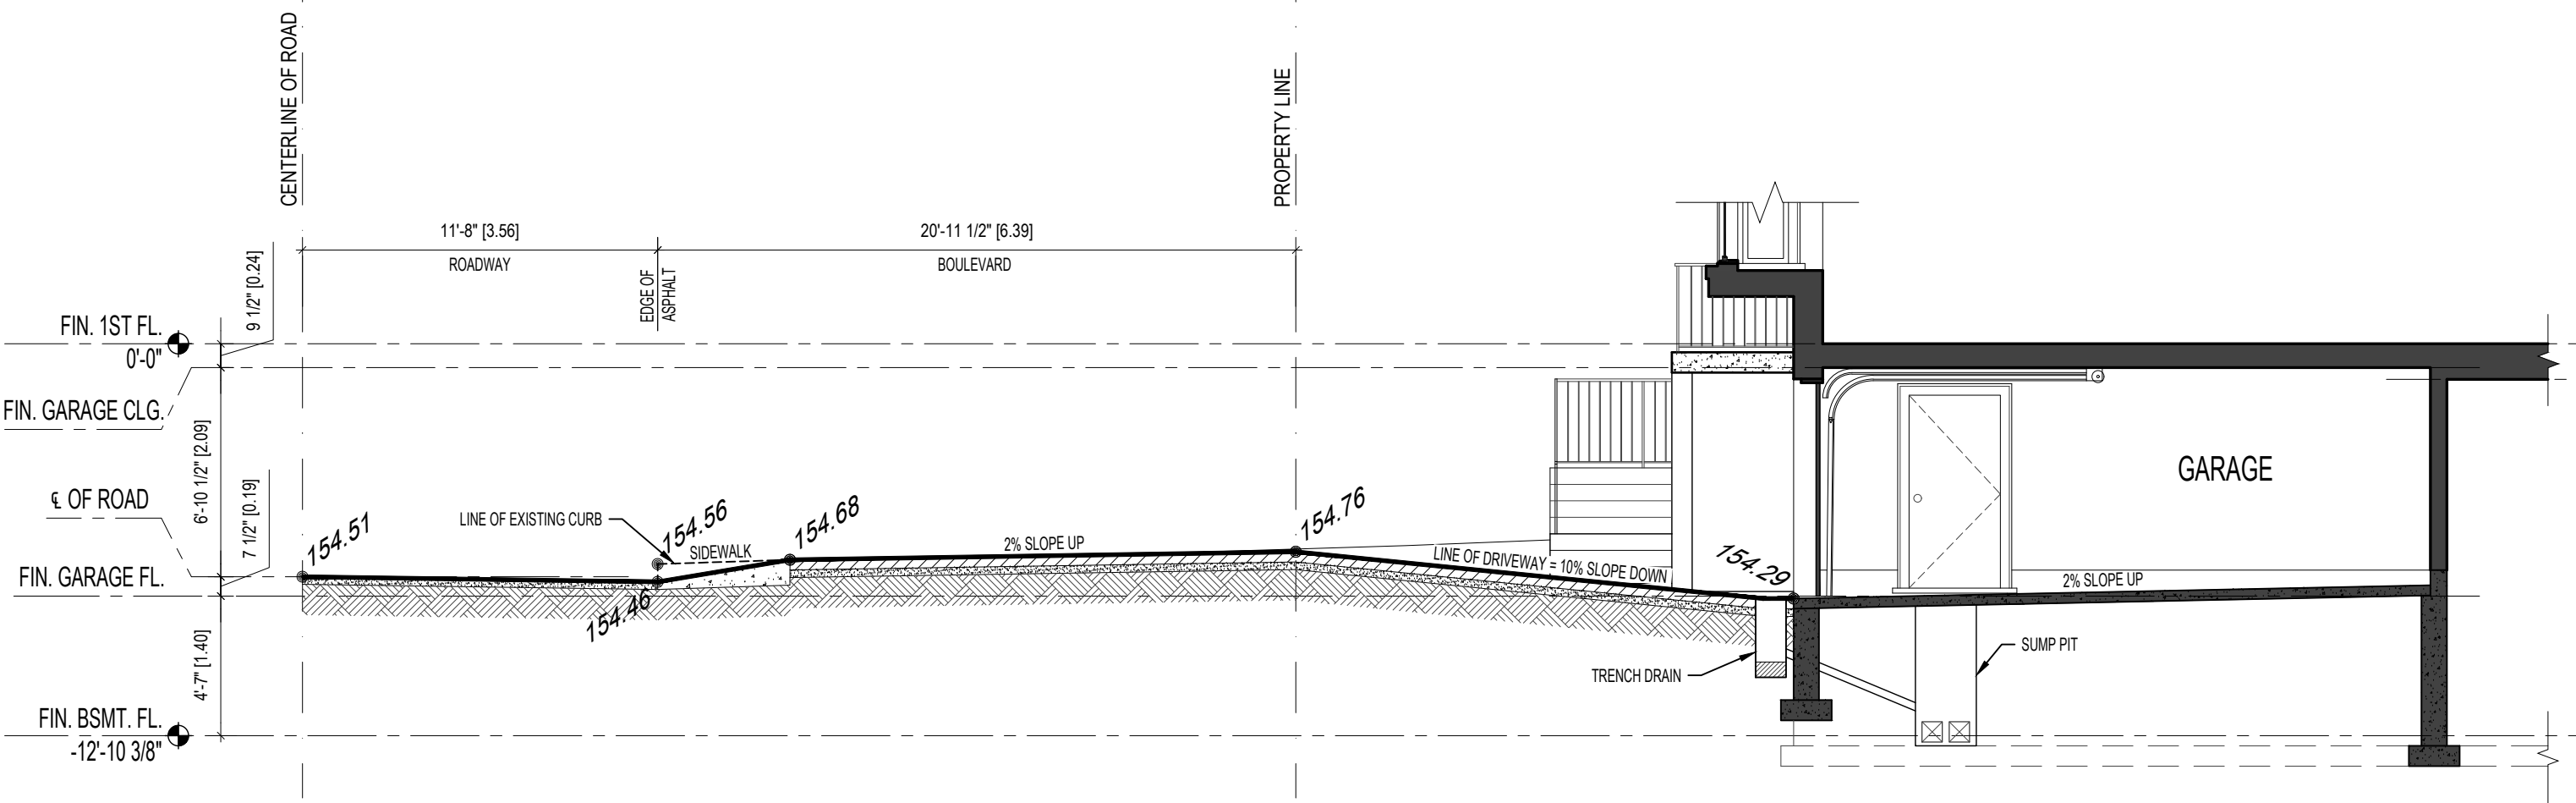 CENTERLINE OF ROAD
PROPERTY LINE
11'-8" [3.56]
ROADWAY
20'-11 1/2" [6.39]
BOULEVARD
EDGE OF
ASPHALT
9 1/2" [0.24]
FIN. 1ST FL.
0'-0"
FIN. GARAGE CLG.
6'-10 1/2" [2.09]
7 1/2" [0.19]
℄ OF ROAD
FIN. GARAGE FL.
4'-7" [1.40]
FIN. BSMT. FL.
-12'-10 3/8"
154.51
LINE OF EXISTING CURB
154.56
SIDEWALK
154.46
154.68
2% SLOPE UP
154.76
LINE OF DRIVEWAY = 10% SLOPE DOWN
154.29
GARAGE
2% SLOPE UP
TRENCH DRAIN
SUMP PIT